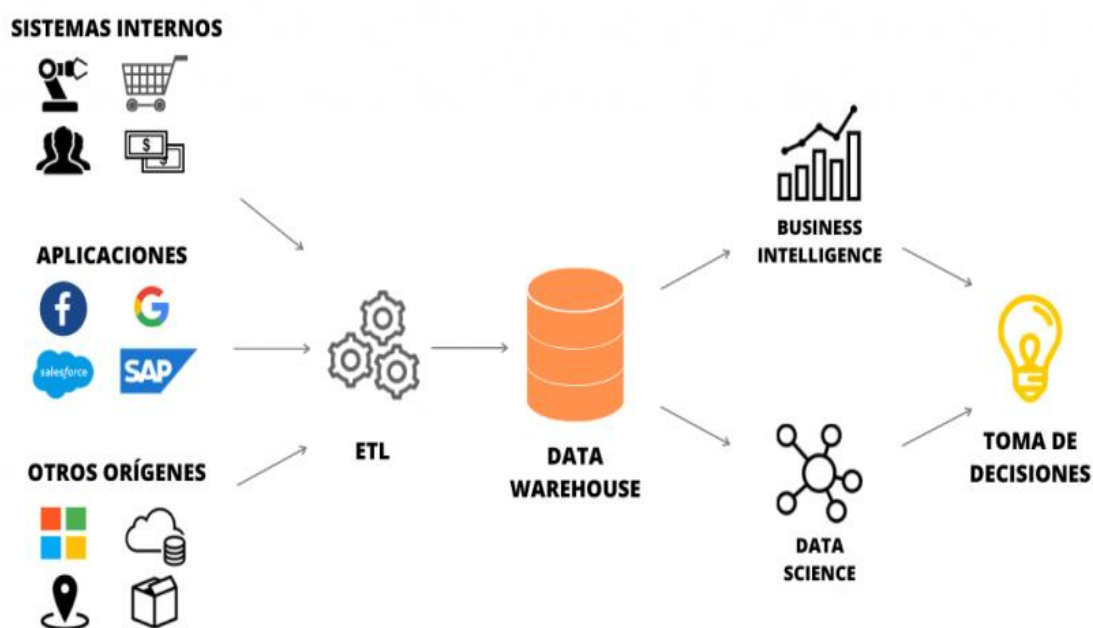 SISTEMAS INTERNOS
$
$
APLICACIONES
f
G
salesforce
SAP
OTROS ORÍGENES
ETL
DATA
WAREHOUSE
BUSINESS
INTELLIGENCE
DATA
SCIENCE
TOMA DE
DECISIONES